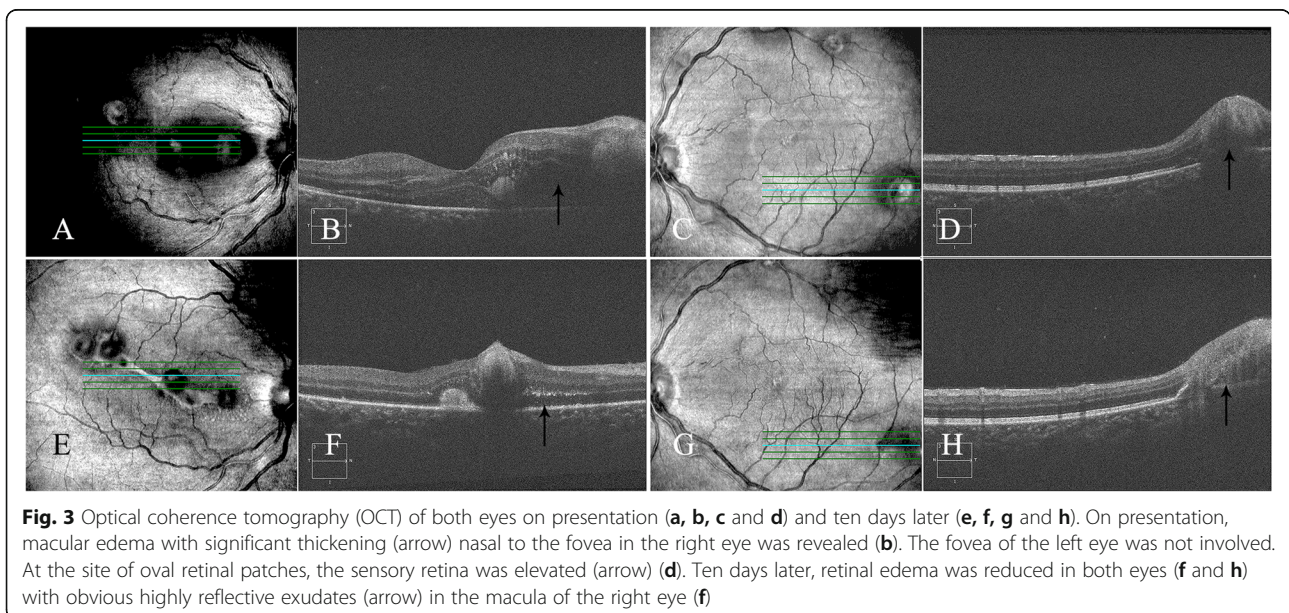 A B C D
E F G H
Fig. 3 Optical coherence tomography (OCT) of both eyes on presentation (a, b, c and d) and ten days later (e, f, g and h). On presentation,
macular edema with significant thickening (arrow) nasal to the fovea in the right eye was revealed (b). The fovea of the left eye was not involved.
At the site of oval retinal patches, the sensory retina was elevated (arrow) (d). Ten days later, retinal edema was reduced in both eyes (f and h)
with obvious highly reflective exudates (arrow) in the macula of the right eye (f)